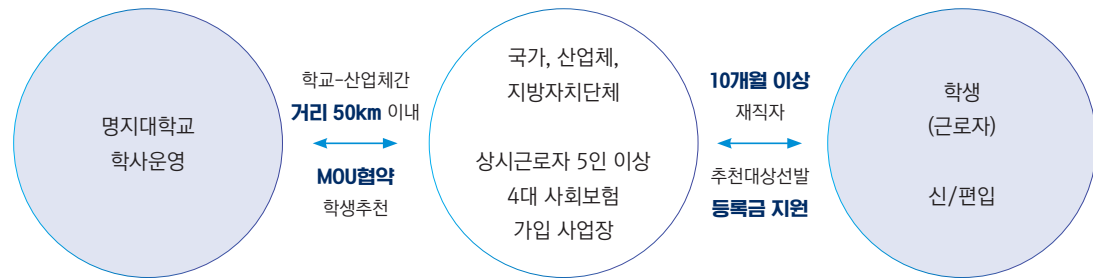 명지대학교
학사운영
학교-산업체간
거리 50km 이내
MOU협약
학생추천
국가, 산업체,
지방자치단체
상시근로자 5인 이상
4대 사회보험
가입 사업장
10개월 이상
재직자
추천대상선발
등록금 지원
학생
(근로자)
신/편입